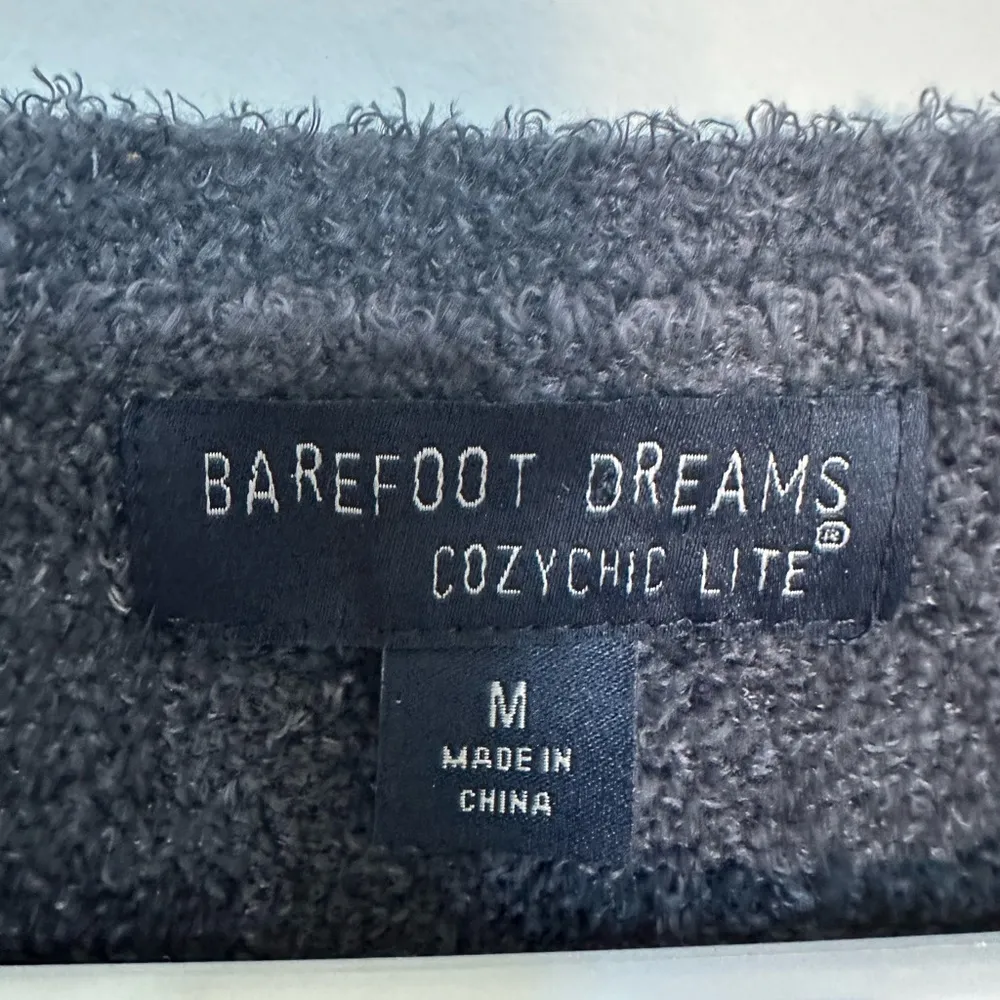 BAREFOOT DREAMS®
COZYCHIC LITE
M
MADE IN
CHINA